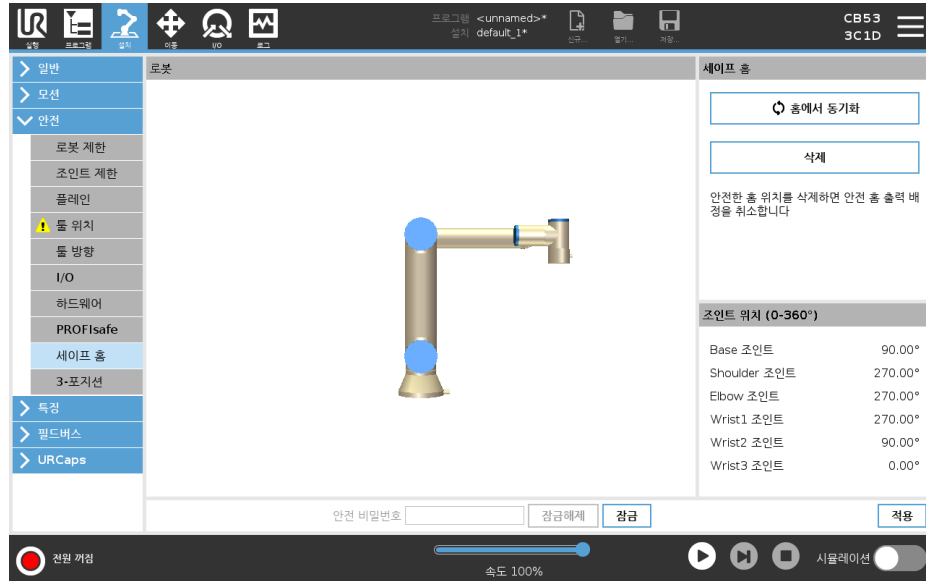 프로그램 <unnamed>*
설치 default_1*
CB53
3C1D
실행
프로그램
설치
이동
I/O
로그
신규...
열기...
저장...
일반
모션
안전
로봇 제한
조인트 제한
플레인
툴 위치
툴 방향
I/O
하드웨어
PROFIsafe
세이프 홈
3-포지션
특징
필드버스
URCaps
로봇
세이프 홈
홈에서 동기화
삭제
안전한 홈 위치를 삭제하면 안전 홈 출력 배
정을 취소합니다
조인트 위치 (0-360°)
Base 조인트 90.00°
Shoulder 조인트 270.00°
Elbow 조인트 270.00°
Wrist1 조인트 270.00°
Wrist2 조인트 90.00°
Wrist3 조인트 0.00°
안전 비밀번호 잠금해제 잠금 적용
전원 꺼짐
속도 100%
시뮬레이션